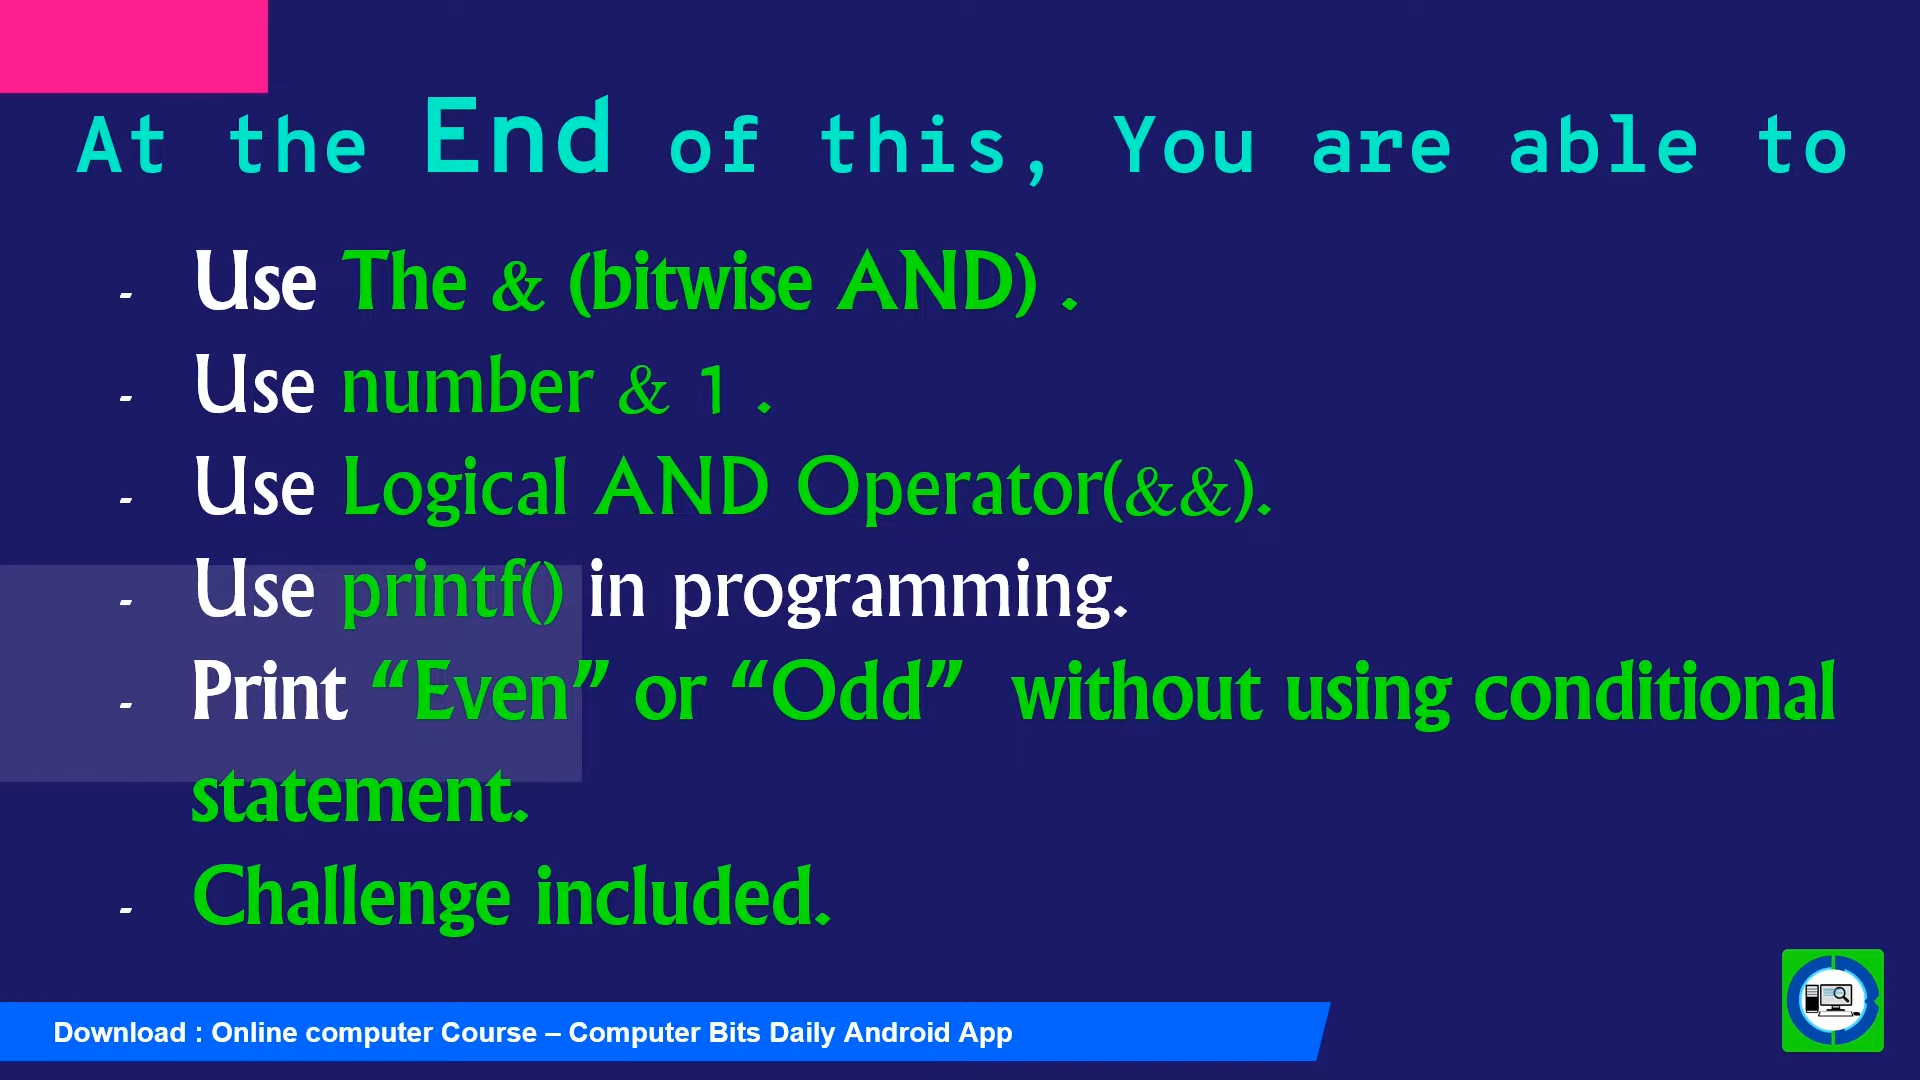 At the End of this, You are able to
- Use The & (bitwise AND) .
- Use number & 1 .
- Use Logical AND Operator(&&).
- Use printf() in programming.
- Print “Even” or “Odd”  without using conditional
statement.
- Challenge included.
Download : Online computer Course – Computer Bits Daily Android App